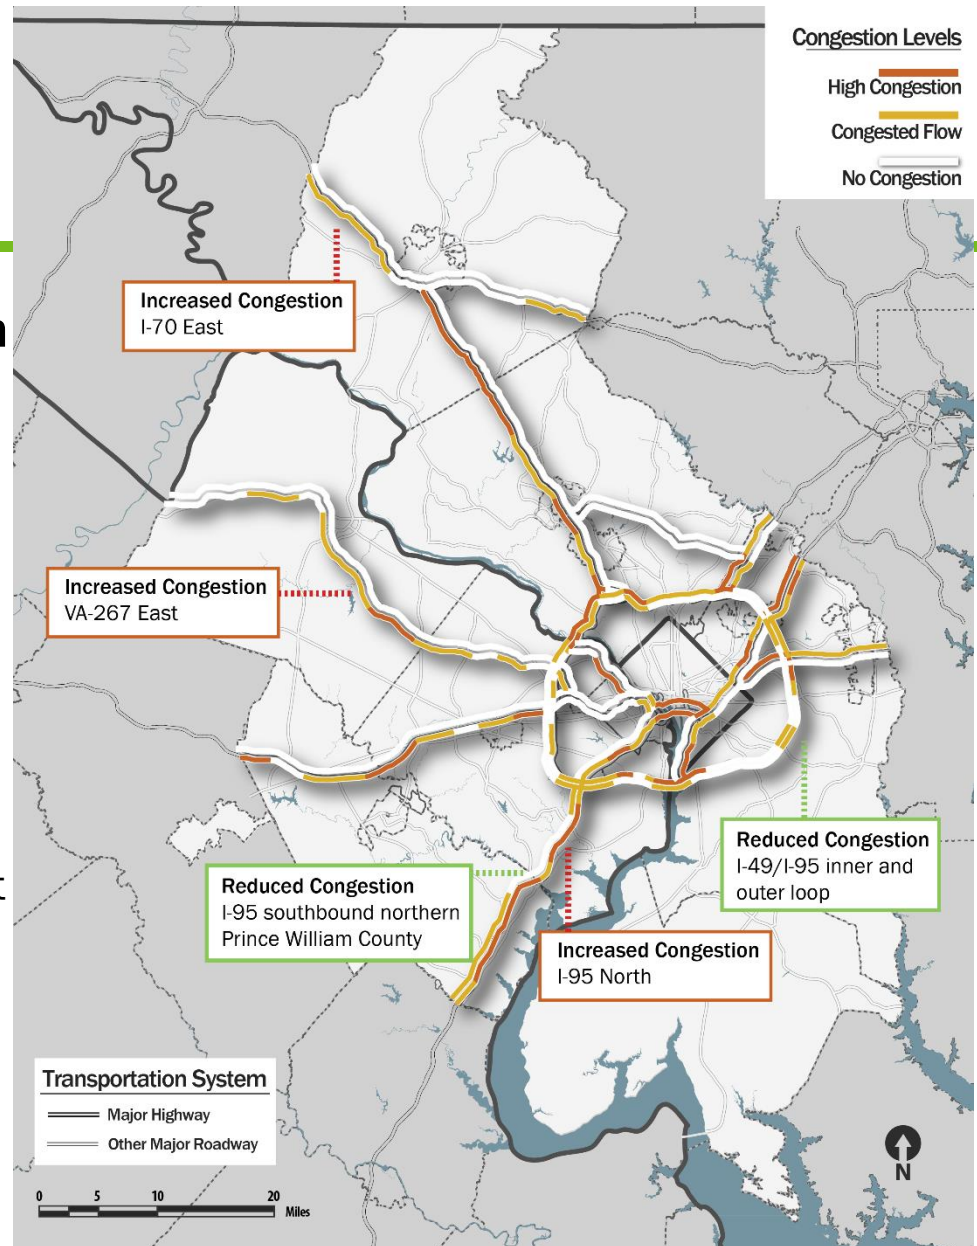 Congestion Levels
High Congestion
Congested Flow
No Congestion
Increased Congestion
I-70 East
Increased Congestion
VA-267 East
Reduced Congestion
I-95 southbound northern
Prince William County
Increased Congestion
I-95 North
Reduced Congestion
I-49/I-95 inner and
outer loop
Transportation System
Major Highway
Other Major Roadway
0 5 10 20
Miles
N